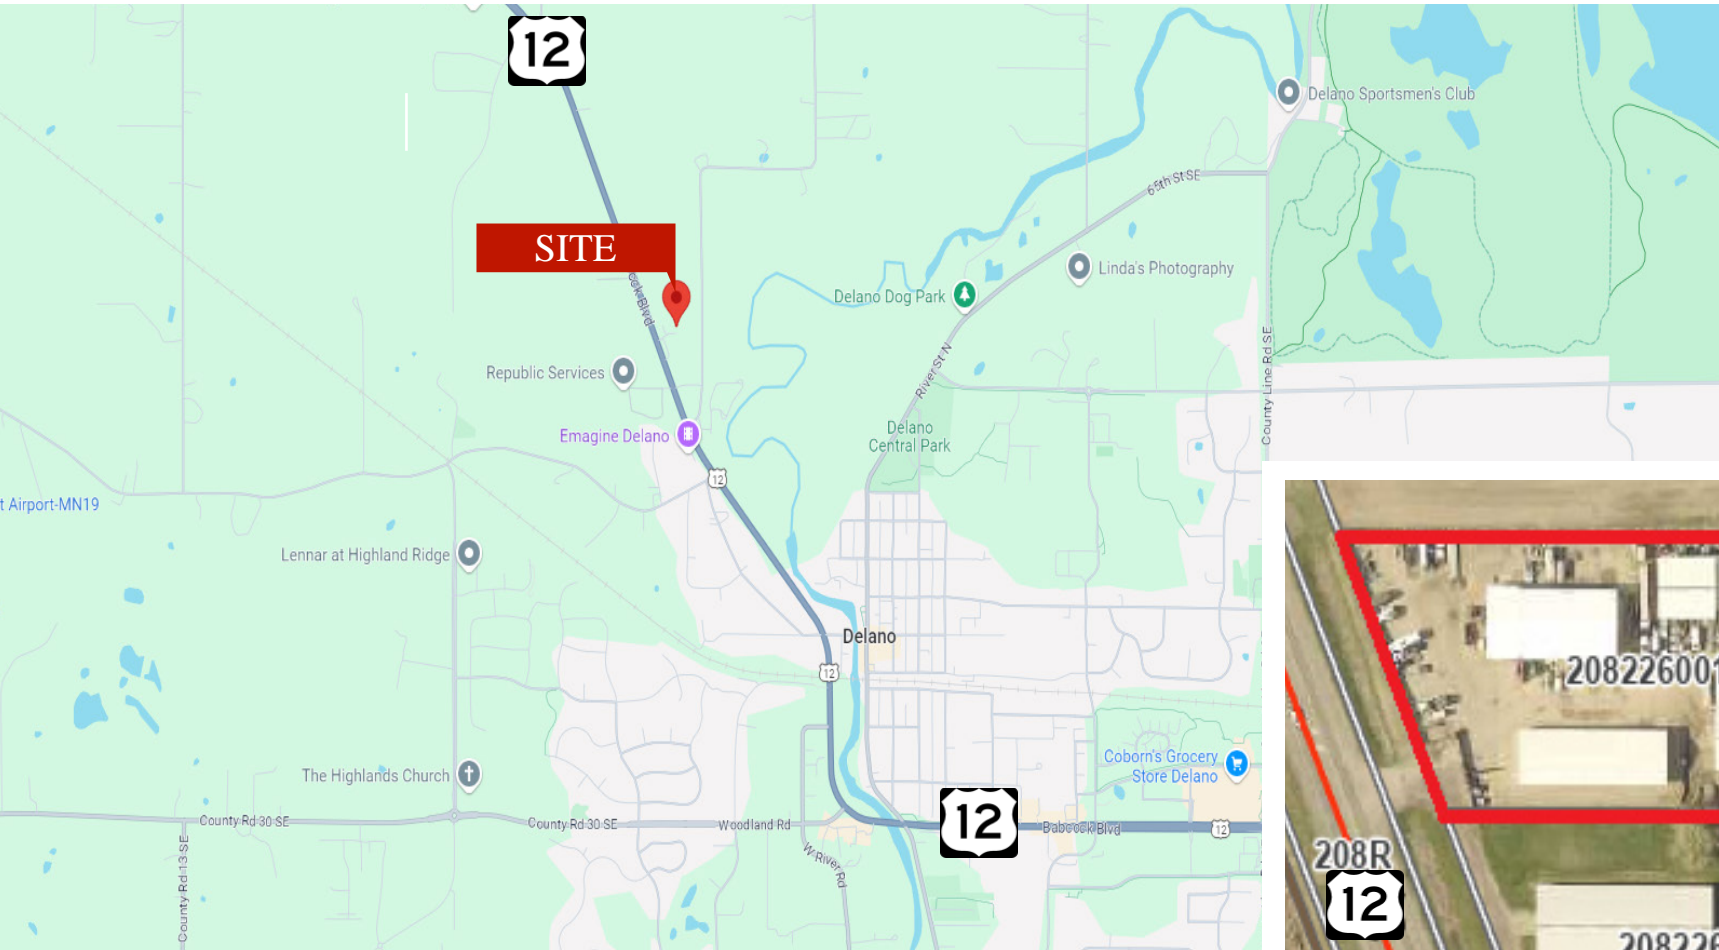 12
Delano Sportsmen's Club
65th St SE
SITE
Linda's Photography
Delano Dog Park
River St N
County Line Rd SE
Republic Services
Emagine Delano
Delano
Central Park
12
t Airport-MN19
Lennar at Highland Ridge
Delano
12
208226001
Coborn's Grocery
Store Delano
The Highlands Church
12
County Rd 30 SE
County Rd 30 SE
Woodland Rd
Babcock Blvd
12
W River Rd
County Rd 13 SE
208R
12